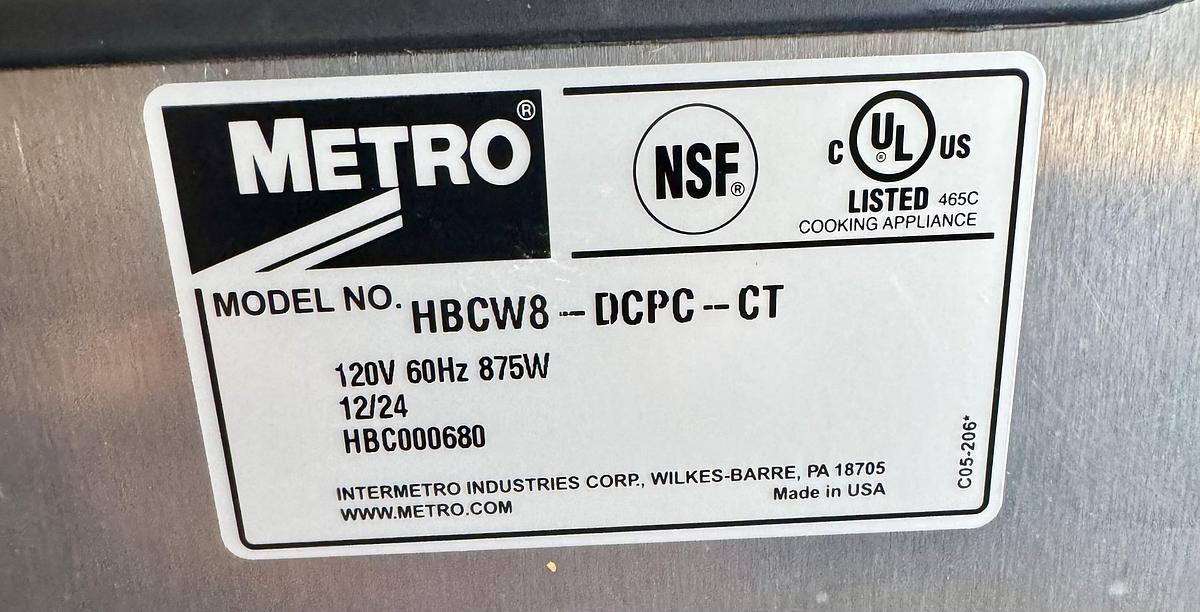 METRO®
NSF®
C UL® US
LISTED 465C
COOKING APPLIANCE
MODEL NO. HBCW8-DCPC-CT
120V 60Hz 875W
12/24
HBC000680
INTERMETRO INDUSTRIES CORP., WILKES-BARRE, PA 18705
WWW.METRO.COM
Made in USA
C05-206*